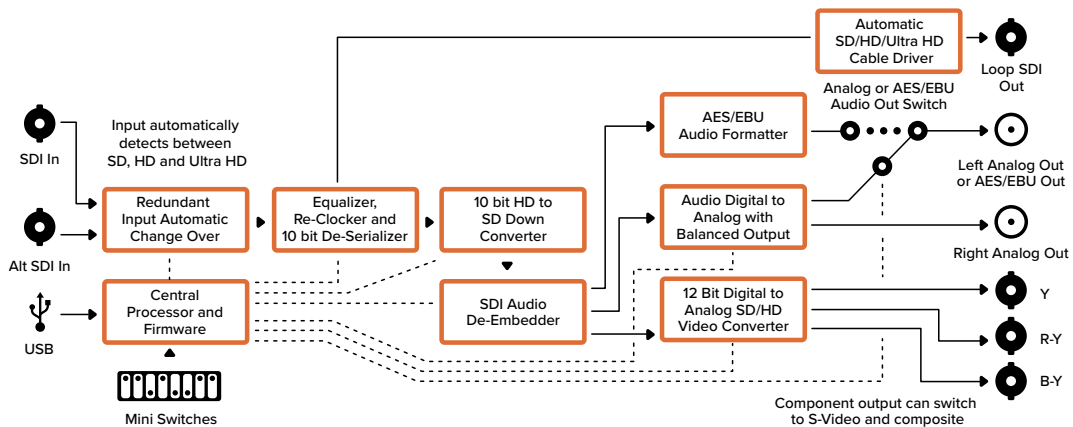 Automatic
SD/HD/Ultra HD
Cable Driver
Loop SDI
Out
Analog or AES/EBU
Audio Out Switch
SDI In
Input automatically
detects between
SD, HD and Ultra HD
AES/EBU
Audio Formatter
Left Analog Out
or AES/EBU Out
Redundant
Input Automatic
Change Over
Equalizer,
Re-Clocker and
10 bit De-Serializer
10 bit HD to
SD Down
Converter
Audio Digital to
Analog with
Balanced Output
Alt SDI In
Right Analog Out
USB
Central
Processor and
Firmware
SDI Audio
De-Embedder
12 Bit Digital to
Analog SD/HD
Video Converter
Y
R-Y
B-Y
Mini Switches
Component output can switch
to S-Video and composite